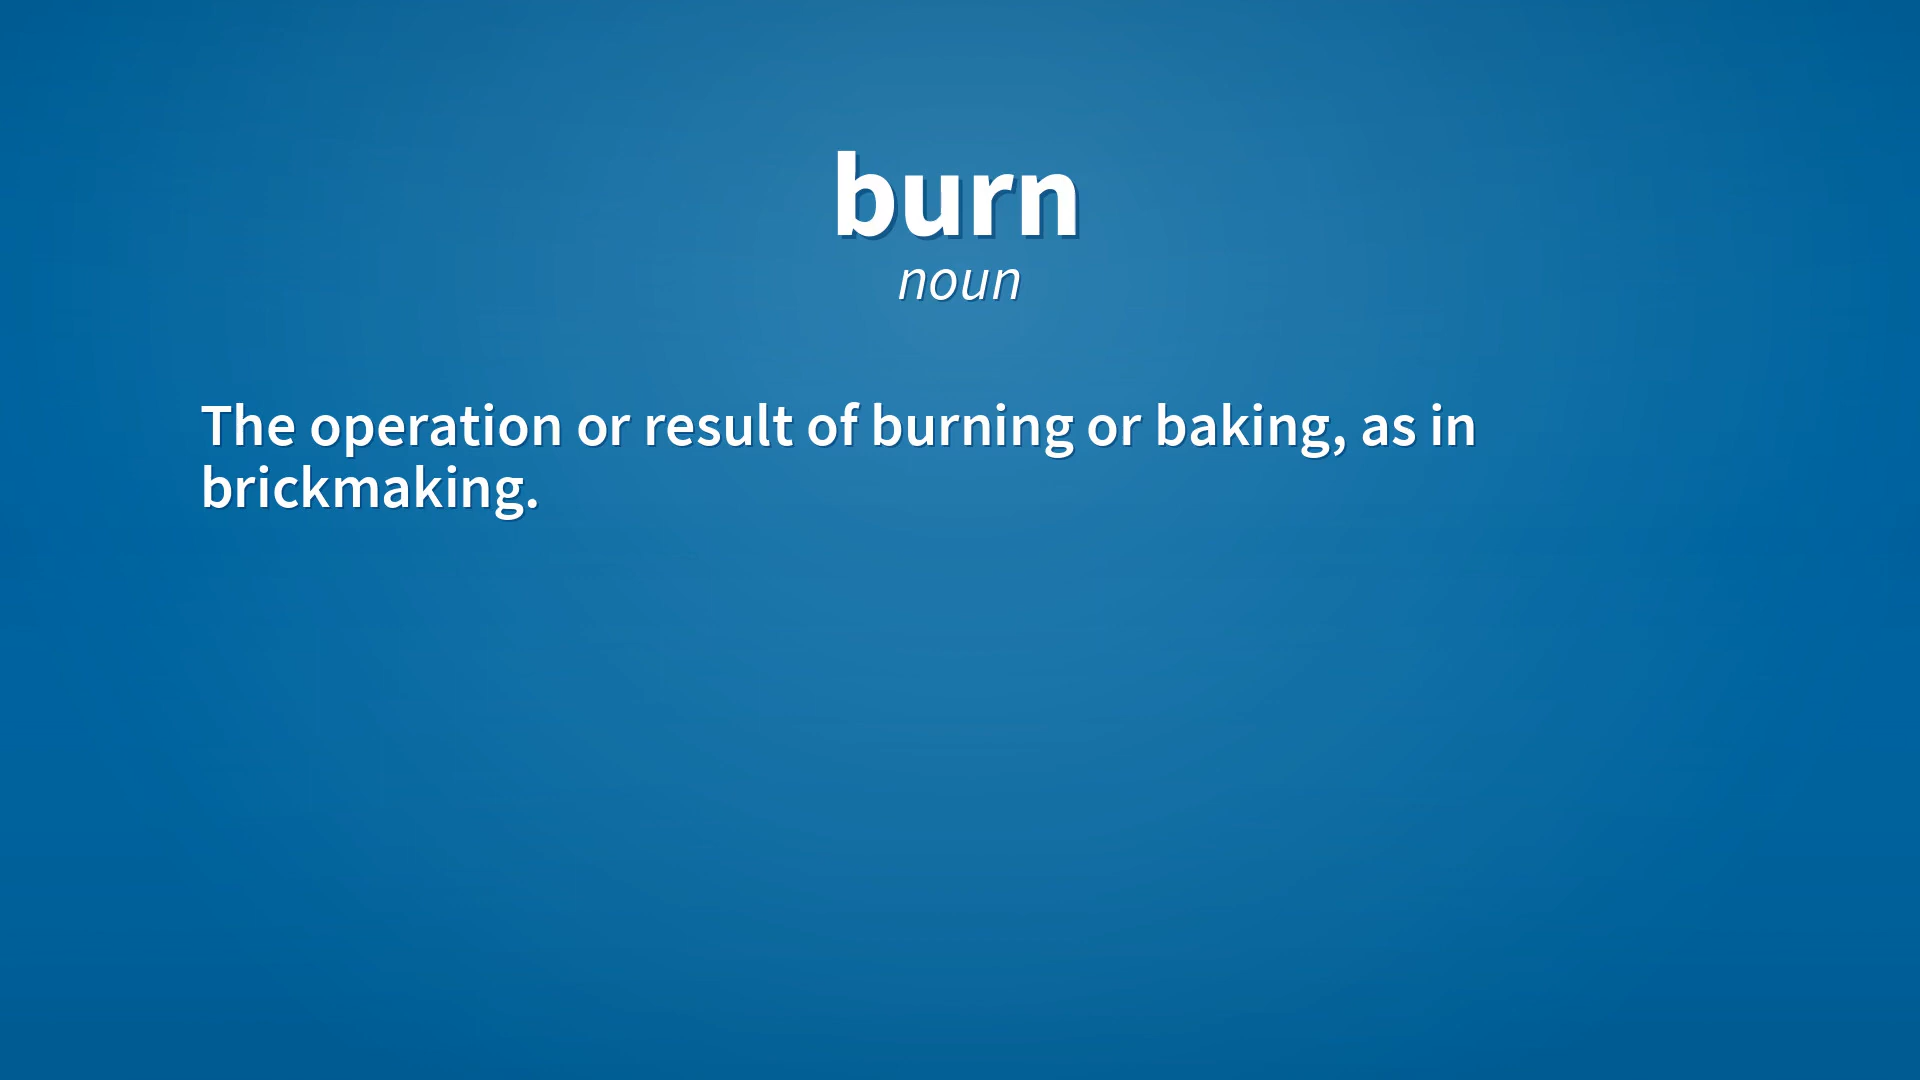 burn
noun
The operation or result of burning or baking, as in
brickmaking.